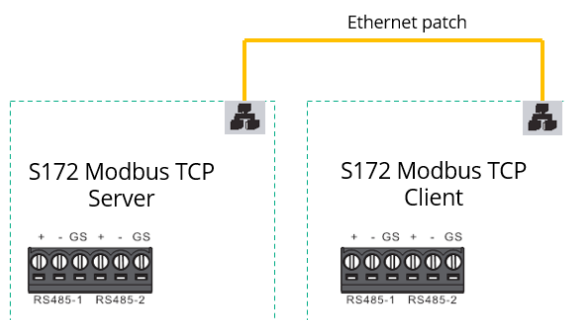 Ethernet patch
S172 Modbus TCP
Server
S172 Modbus TCP
Client
+ - GS + - GS
RS485-1 RS485-2
+ - GS + - GS
RS485-1 RS485-2